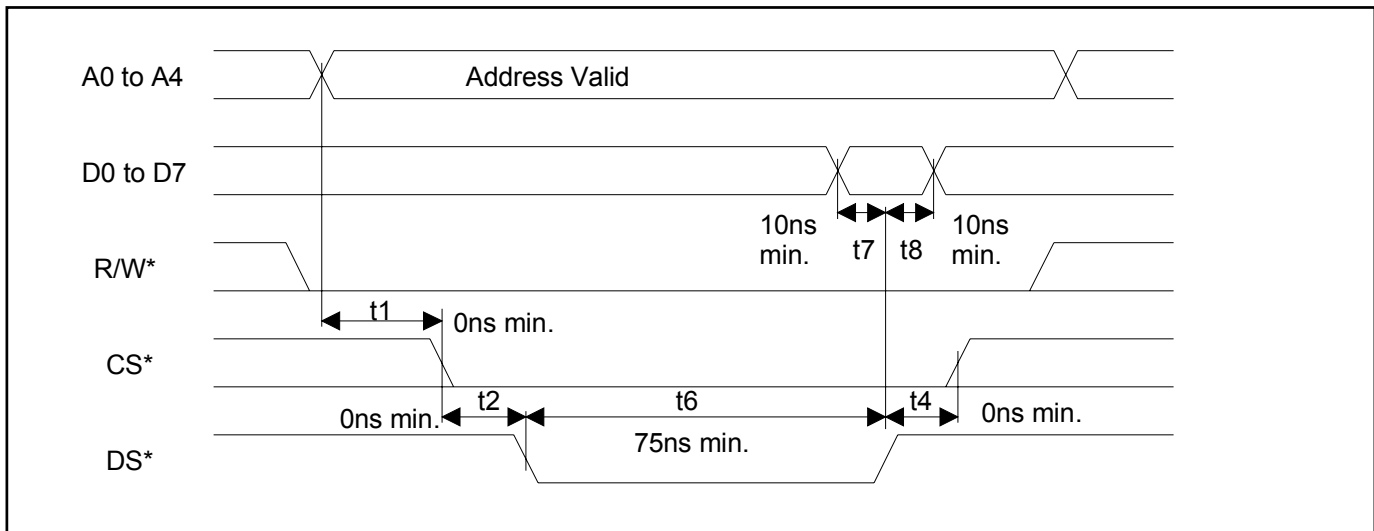 A0 to A4
Address Valid
D0 to D7
10ns
min.
t7
t8
10ns
min.
R/W*
t1
0ns min.
CS*
t2
t6
t4
0ns min.
0ns min.
75ns min.
DS*